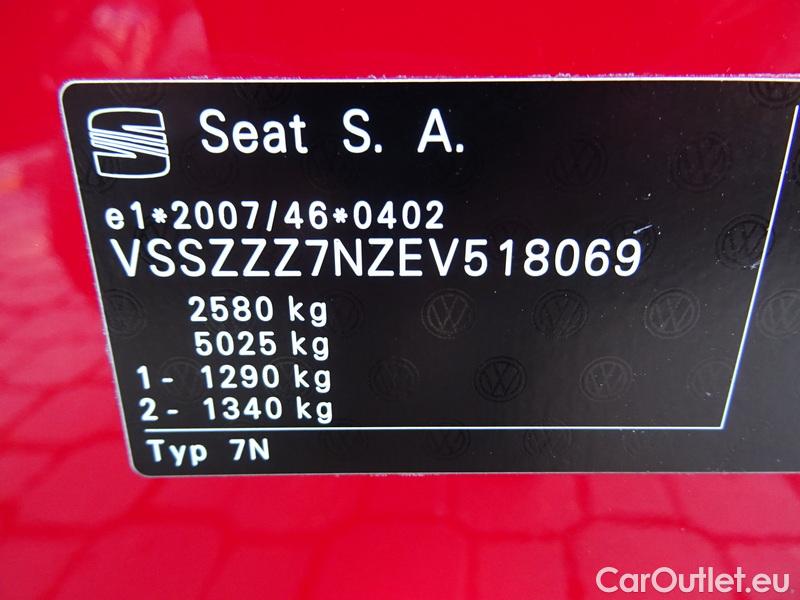 Seat S. A.
e1*2007/46*0402
VSSZZZ7NZEV518069
2580 kg
5025 kg
1- 1290 kg
2- 1340 kg
Typ 7N
CarOutlet.eu